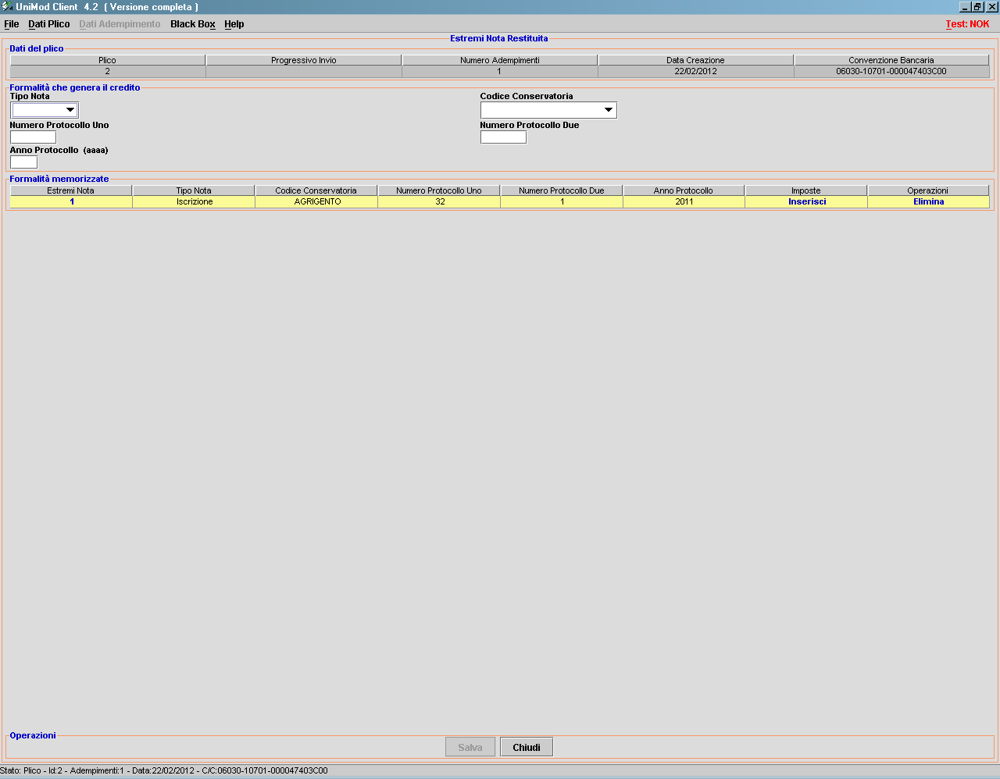 UniMod Client 4.2 ( Versione completa )
File Dati Plico Dati Adempimento Black Box Help Test: NOK
Estremi Nota Restituita
Dati del plico
Plico Progressivo Invio Numero Adempimenti Data Creazione Convenzione Bancaria
2 1 22/02/2012 06030-10701-000047403C00
Formalità che genera il credito
Tipo Nota Codice Conservatoria
Numero Protocollo Uno Numero Protocollo Due
Anno Protocollo (aaaa)
Formalità memorizzate
Estremi Nota Tipo Nota Codice Conservatoria Numero Protocollo Uno Numero Protocollo Due Anno Protocollo Imposte Operazioni
1 Iscrizione AGRIGENTO 32 1 2011 Inserisci Elimina
Operazioni
Salva Chiudi
Stato: Plico - Id:2 - Adempimenti:1 - Data:22/02/2012 - C/C:06030-10701-000047403C00